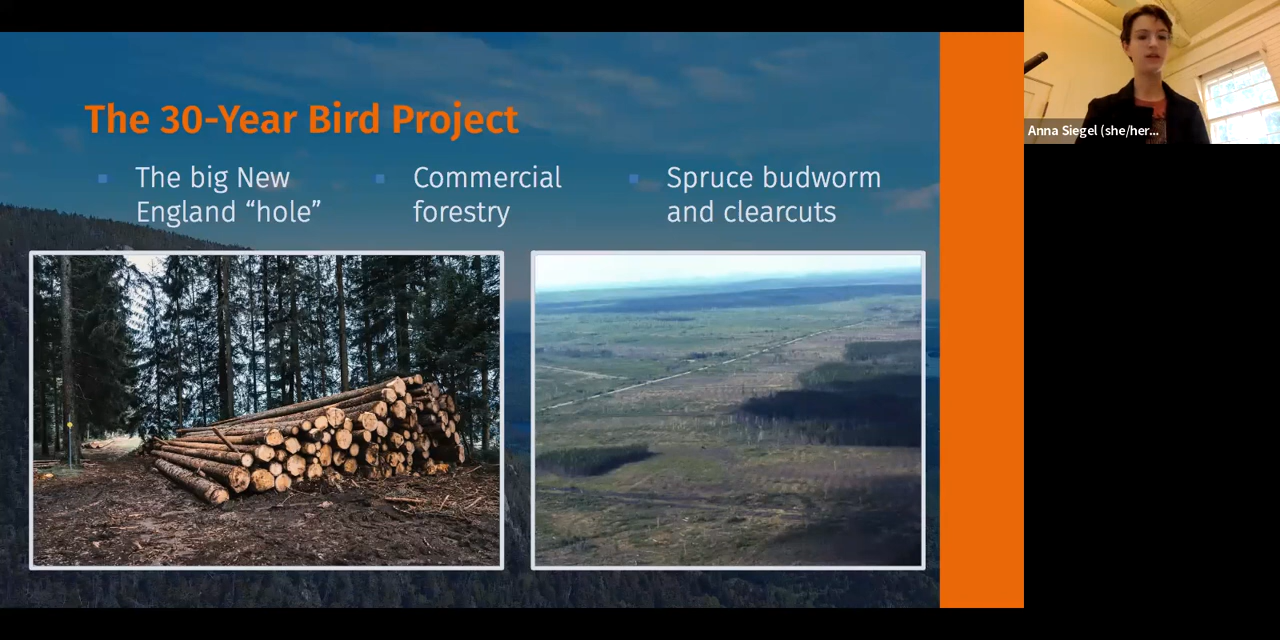 The 30-Year Bird Project
The big New
England “hole”
Commercial
forestry
Spruce budworm
and clearcuts
Anna Siegel (she/her...